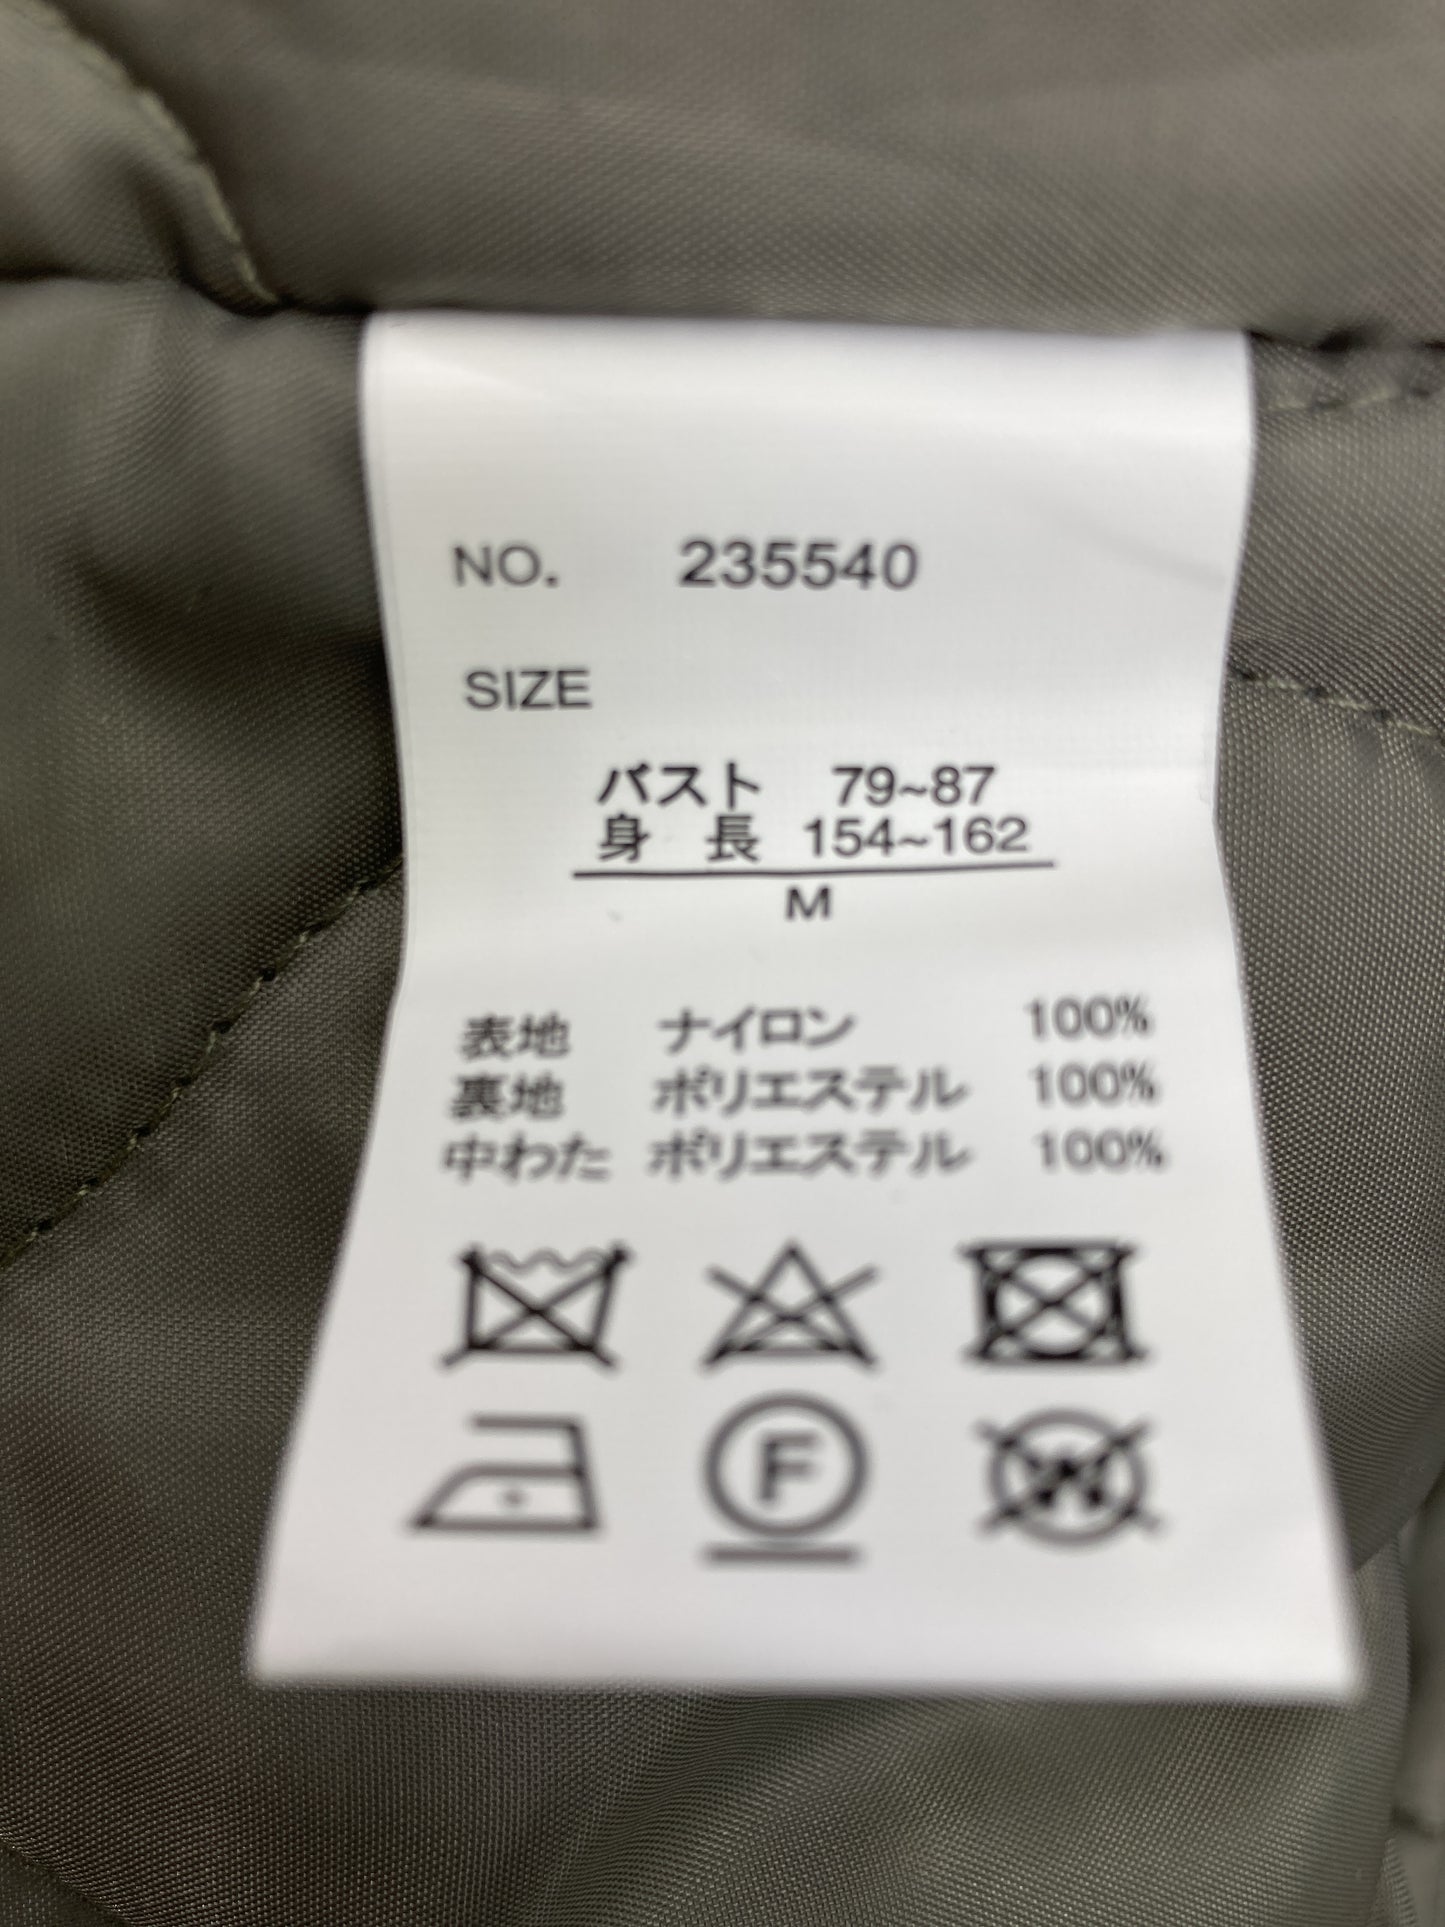 NO. 235540
SIZE
バスト 79~87
身 長 154~162
M
表地 ナイロン 100%
裏地 ポリエステル 100%
中わた ポリエステル 100%
F
W